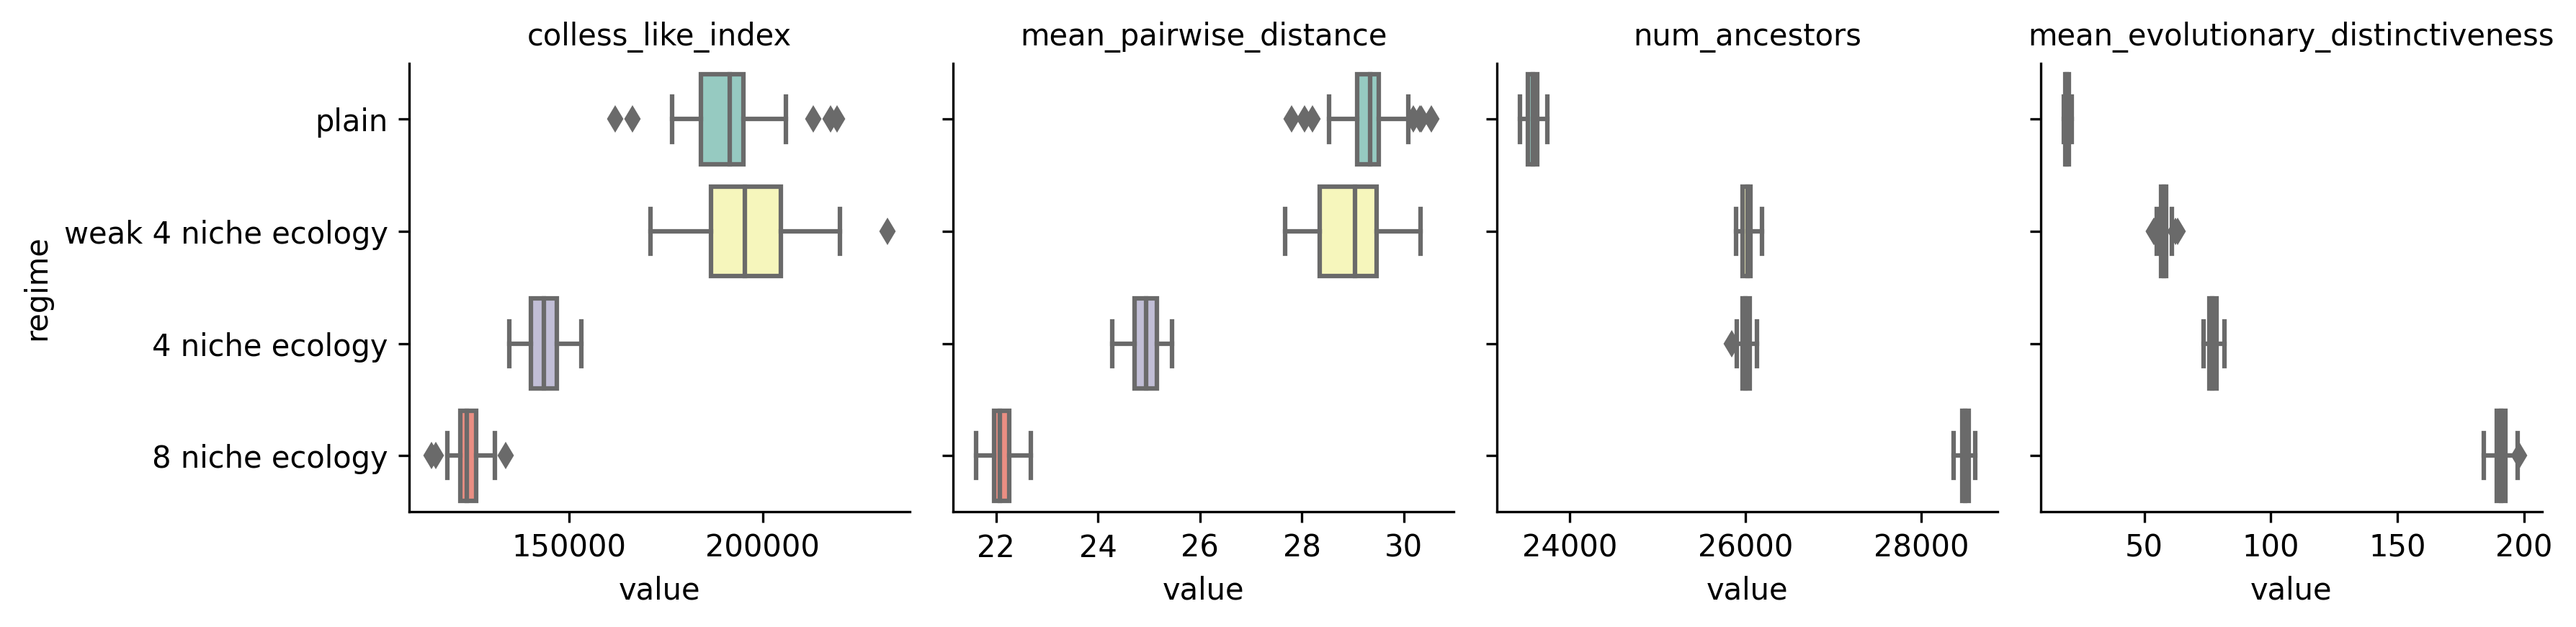 colless_like_index
mean_pairwise_distance
num_ancestors
mean_evolutionary_distinctiveness
regime
plain
weak 4 niche ecology
4 niche ecology
8 niche ecology
150000 200000
22 24 26 28 30
24000 26000 28000
50 100 150 200
value
value
value
value